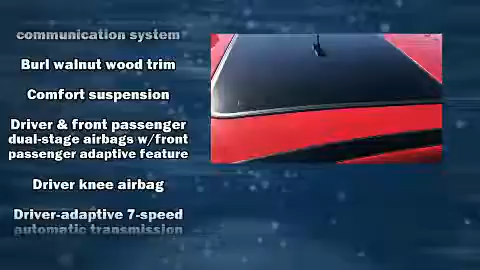 communication system
Burl walnut wood trim
Comfort suspension
Driver & front passenger
dual-stage airbags w/front
passenger adaptive feature
Driver knee airbag
Driver-adaptive 7-speed
automatic transmission